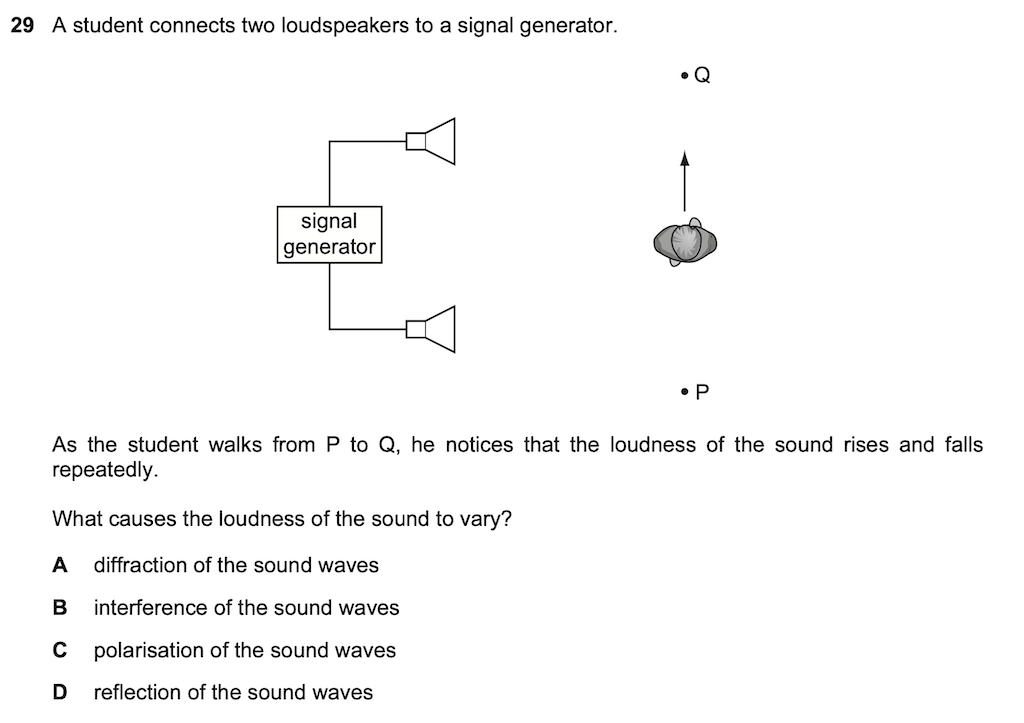 29 A student connects two loudspeakers to a signal generator.
Q
signal
generator
P
As the student walks from P to Q, he notices that the loudness of the sound rises and falls
repeatedly.
What causes the loudness of the sound to vary?
A diffraction of the sound waves
B interference of the sound waves
C polarisation of the sound waves
D reflection of the sound waves